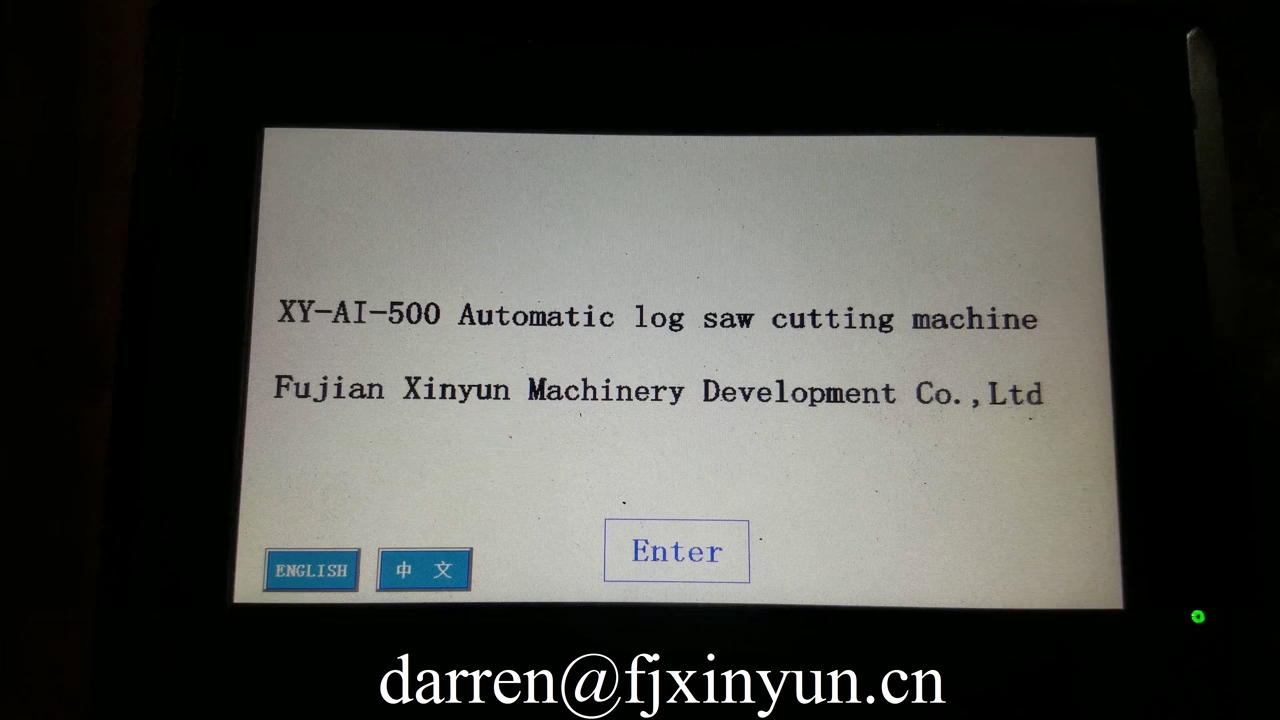 XY-AI-500 Automatic log saw cutting machine
Fujian Xinyun Machinery Development Co.,Ltd
Enter
ENGLISH 中 文
darren@fjxinyun.cn